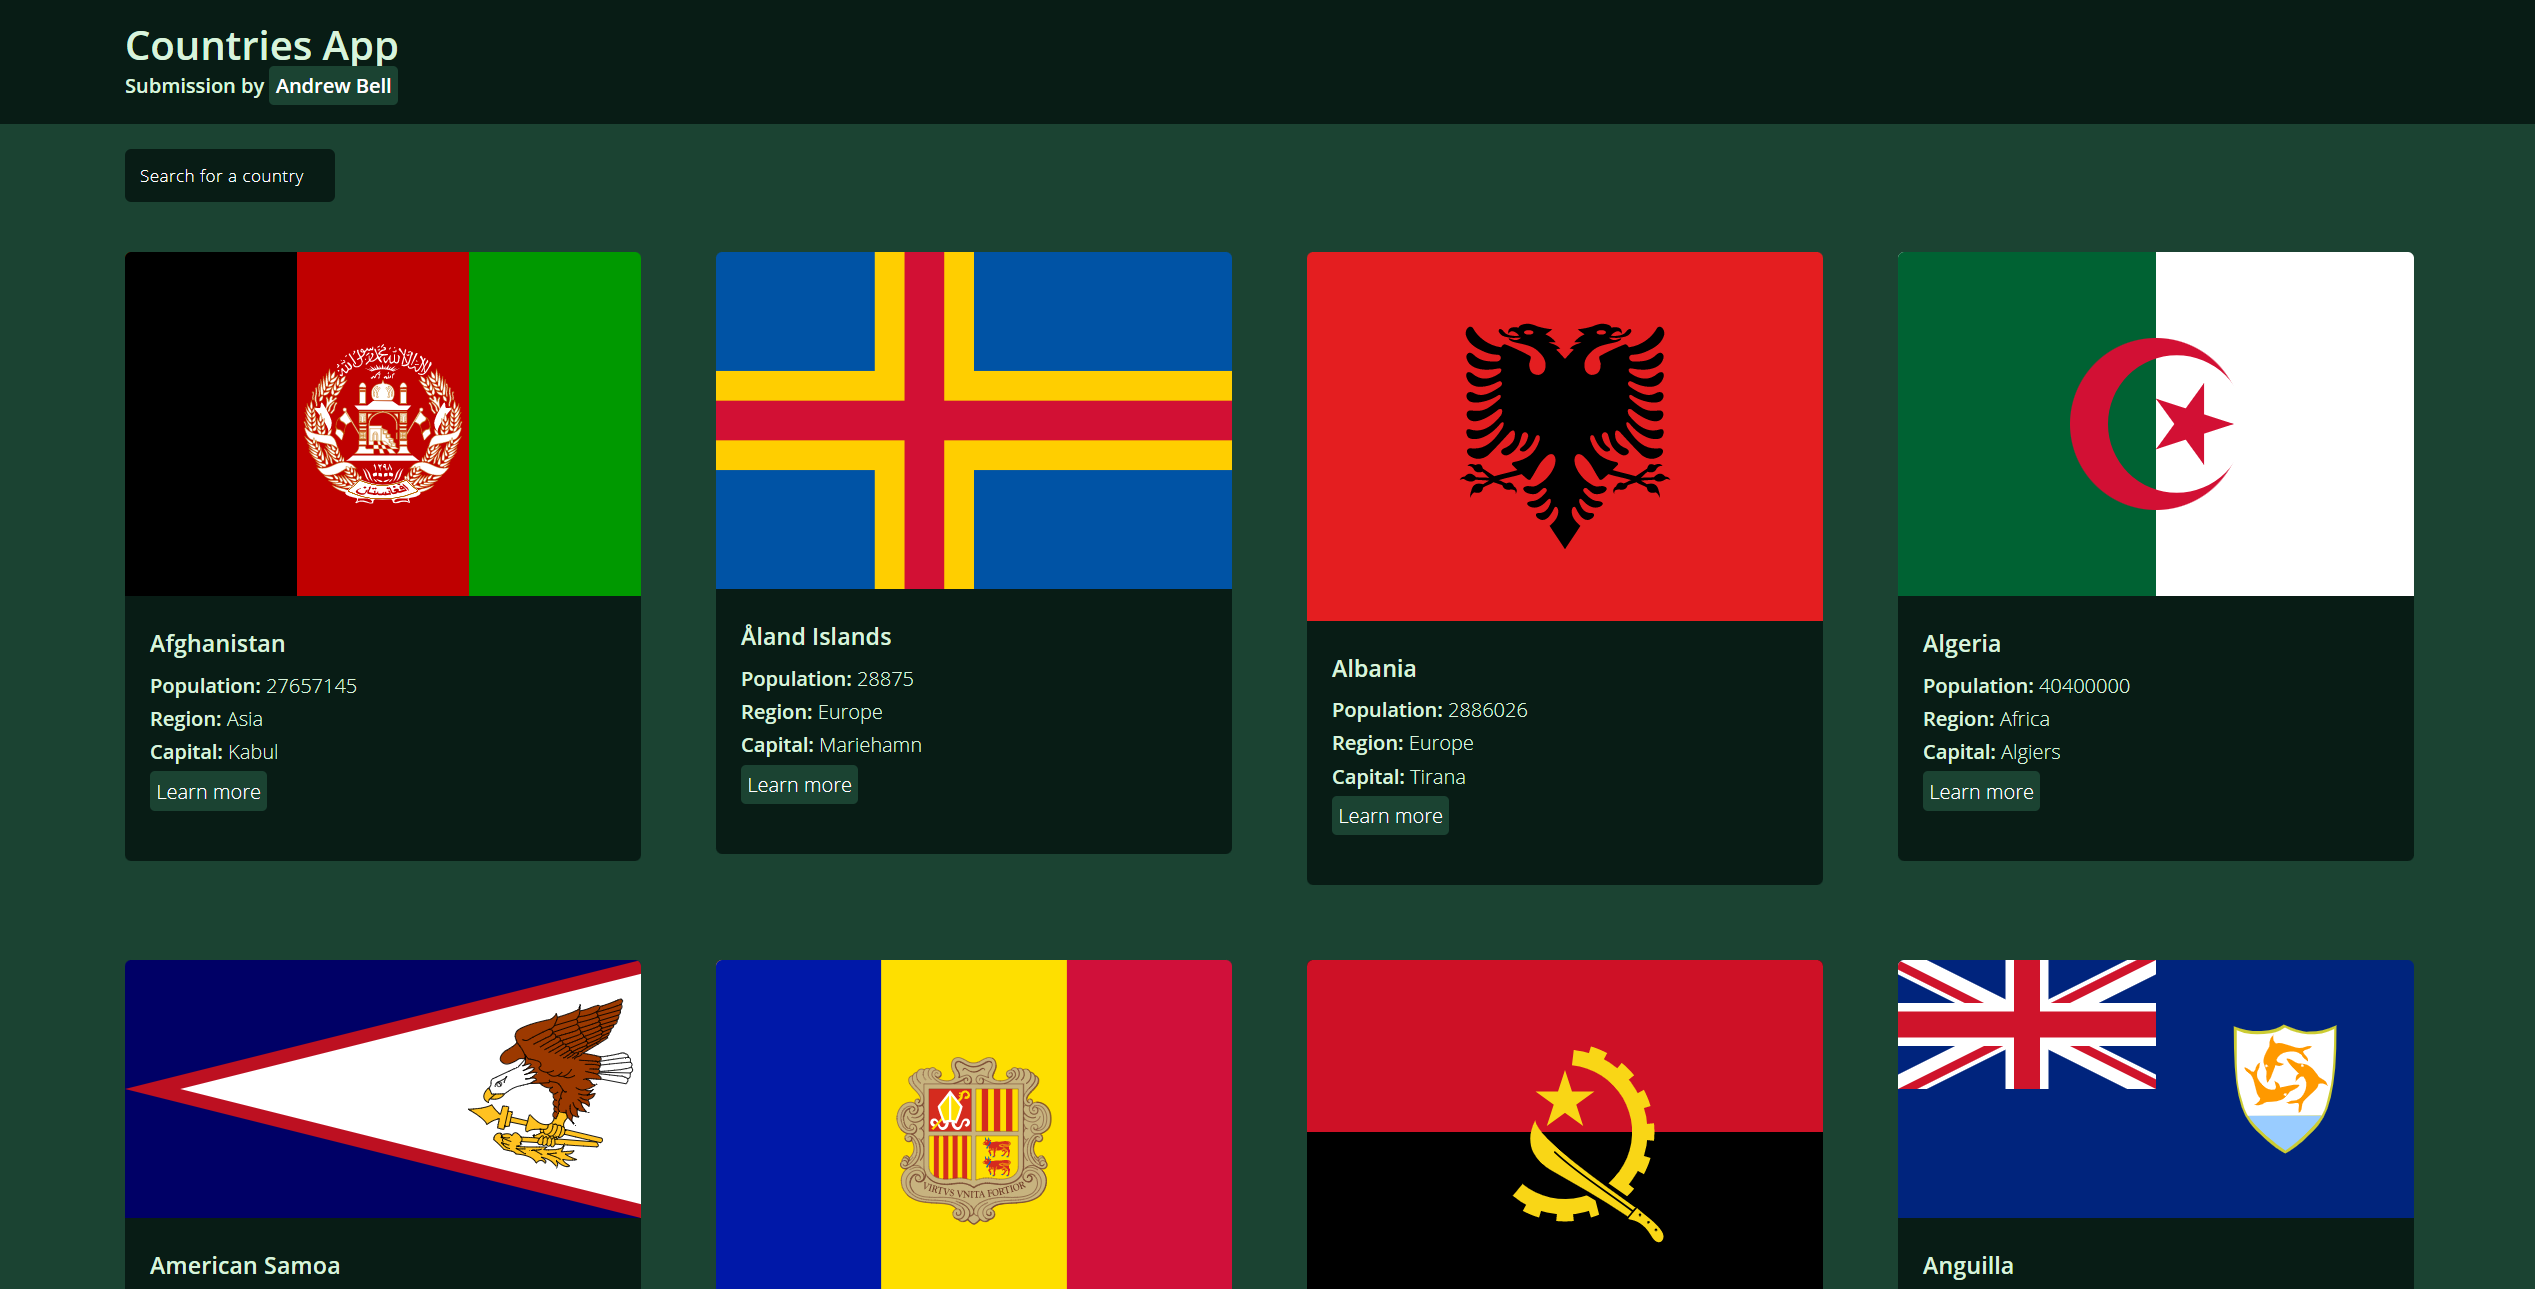 Countries App
Submission by Andrew Bell
Search for a country
Afghanistan
Population: 27657145
Region: Asia
Capital: Kabul
Learn more
Åland Islands
Population: 28875
Region: Europe
Capital: Mariehamn
Learn more
Albania
Population: 2886026
Region: Europe
Capital: Tirana
Learn more
Algeria
Population: 40400000
Region: Africa
Capital: Algiers
Learn more
VIRTVS VNITA FORTIOR
American Samoa
Anguilla